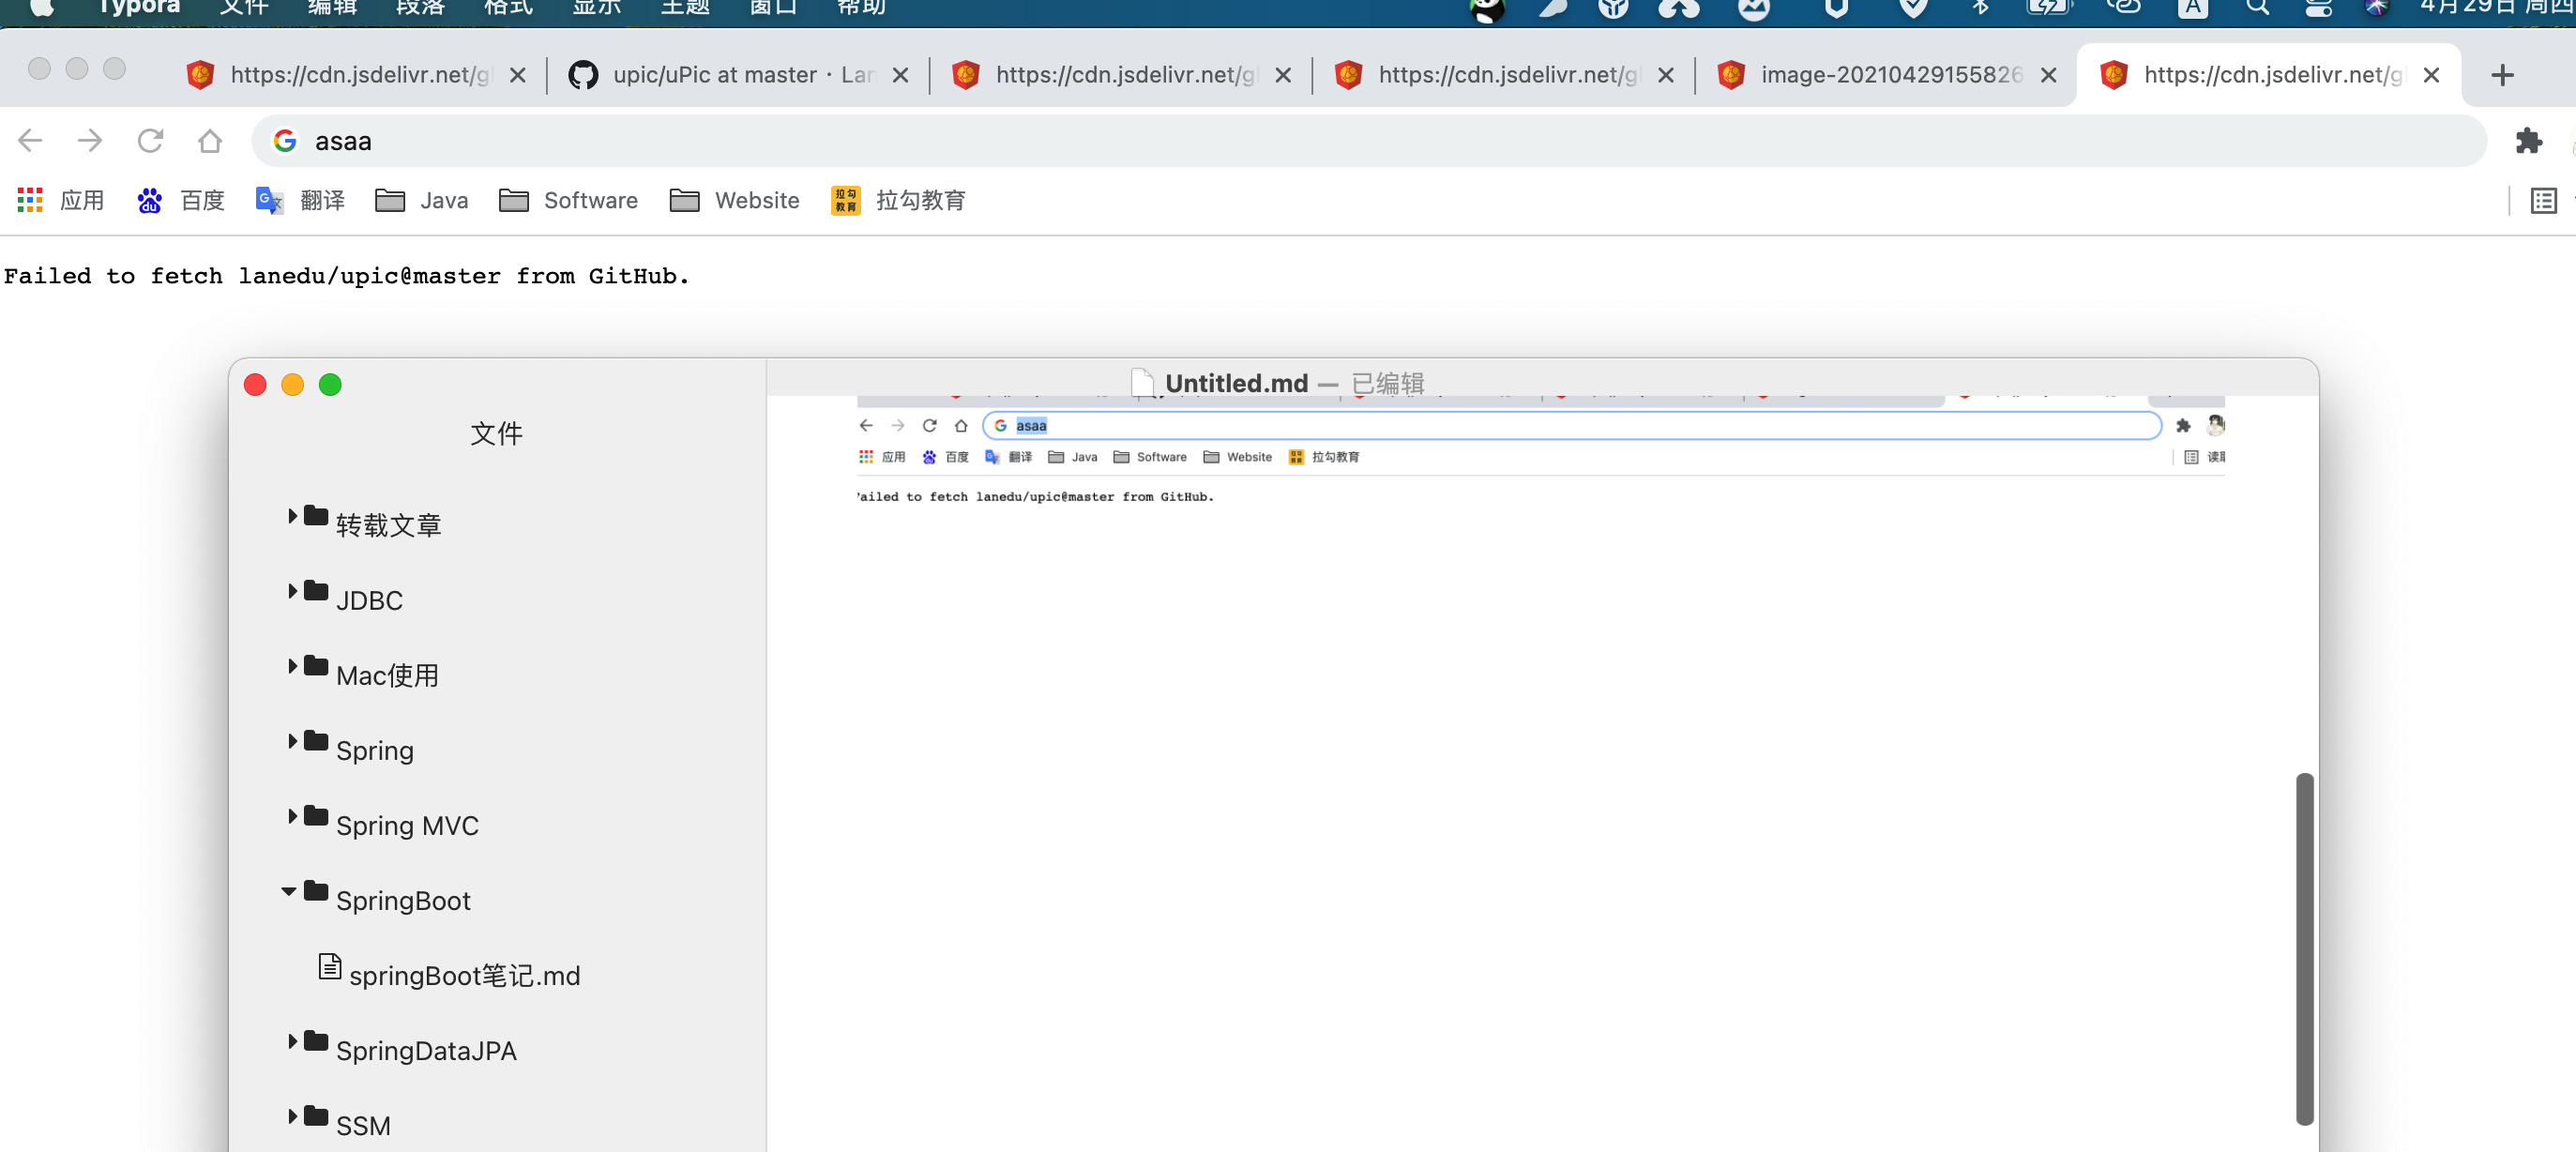 Typora 文件 编辑 段落 格式 显示 主题 窗口 帮助 A 4月29日 周四
https://cdn.jsdelivr.net/g upic/uPic at master · Lan https://cdn.jsdelivr.net/g https://cdn.jsdelivr.net/g image-20210429155826 https://cdn.jsdelivr.net/g
asaa
应用 百度 翻译 Java Software Website 拉勾教育 拉勾教育
Failed to fetch lanedu/upic@master from GitHub.
Untitled.md — 已编辑
文件
asaa
应用 百度 翻译 Java Software Website 拉勾教育
ailed to fetch lanedu/upic@master from GitHub.
转载文章
JDBC
Mac使用
Spring
Spring MVC
SpringBoot
springBoot笔记.md
SpringDataJPA
SSM